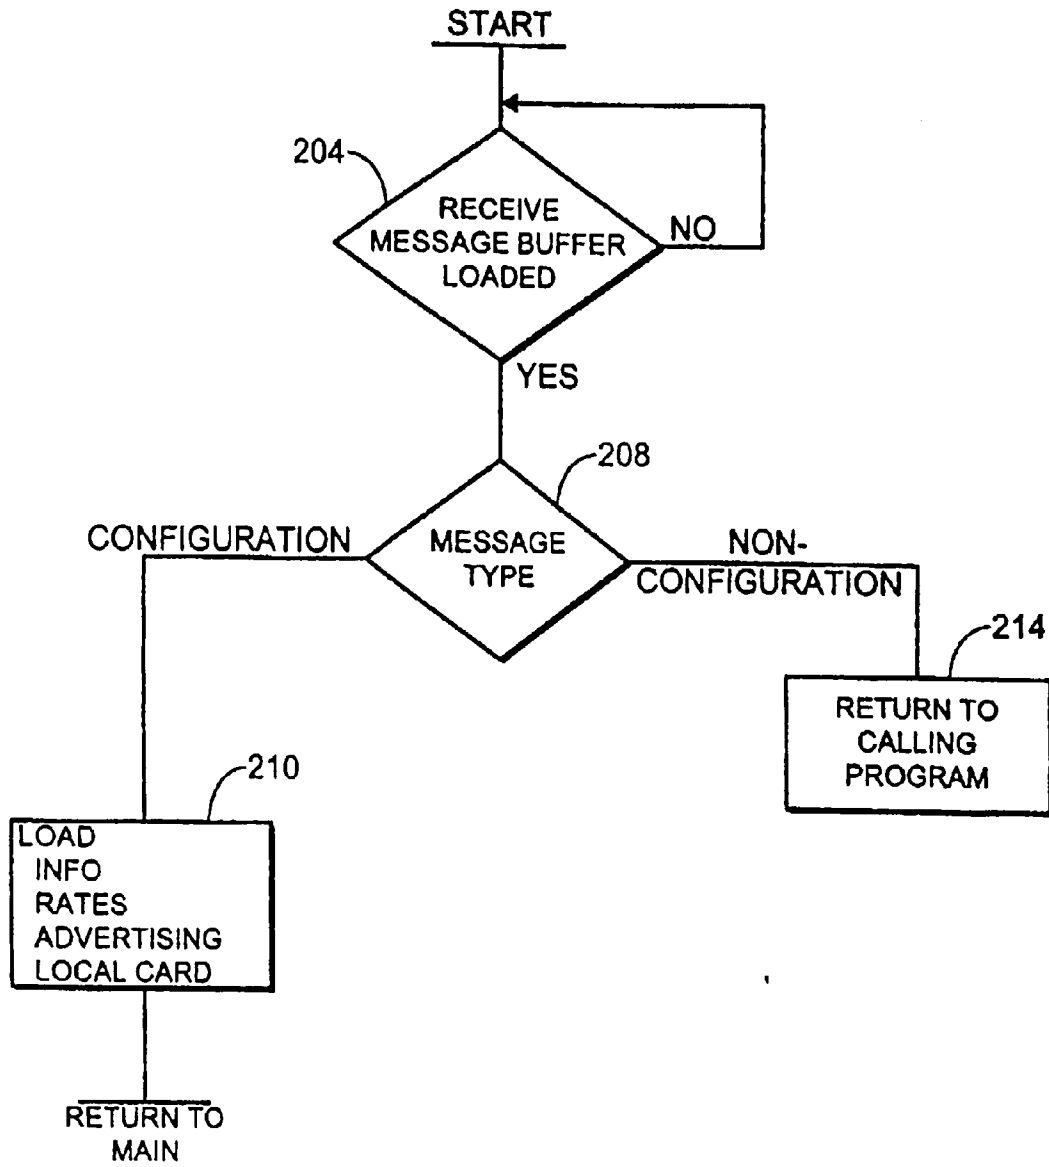 START
204
RECEIVE
MESSAGE BUFFER
LOADED
NO
YES
208
CONFIGURATION
MESSAGE
TYPE
NON-
CONFIGURATION
214
RETURN TO
CALLING
PROGRAM
210
LOAD
INFO
RATES
ADVERTISING
LOCAL CARD
RETURN TO
MAIN